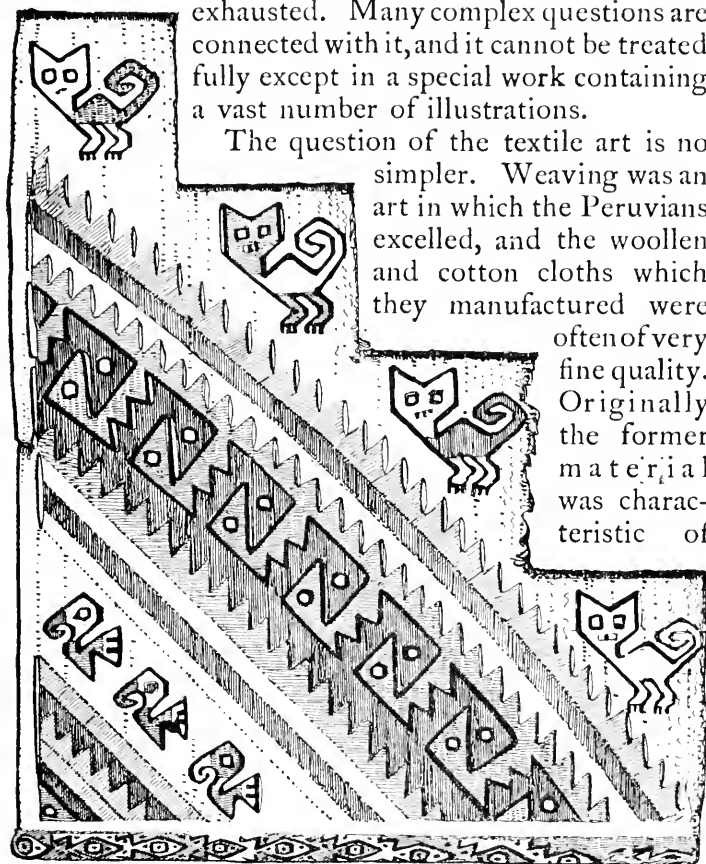 exhausted. Many complex questions are
connected with it, and it cannot be treated
fully except in a special work containing
a vast number of illustrations.
The question of the textile art is no
simpler. Weaving was an
art in which the Peruvians
excelled, and the woollen
and cotton cloths which
they manufactured were
often of very
fine quality.
Originally
the former
material
was charac-
teristic of